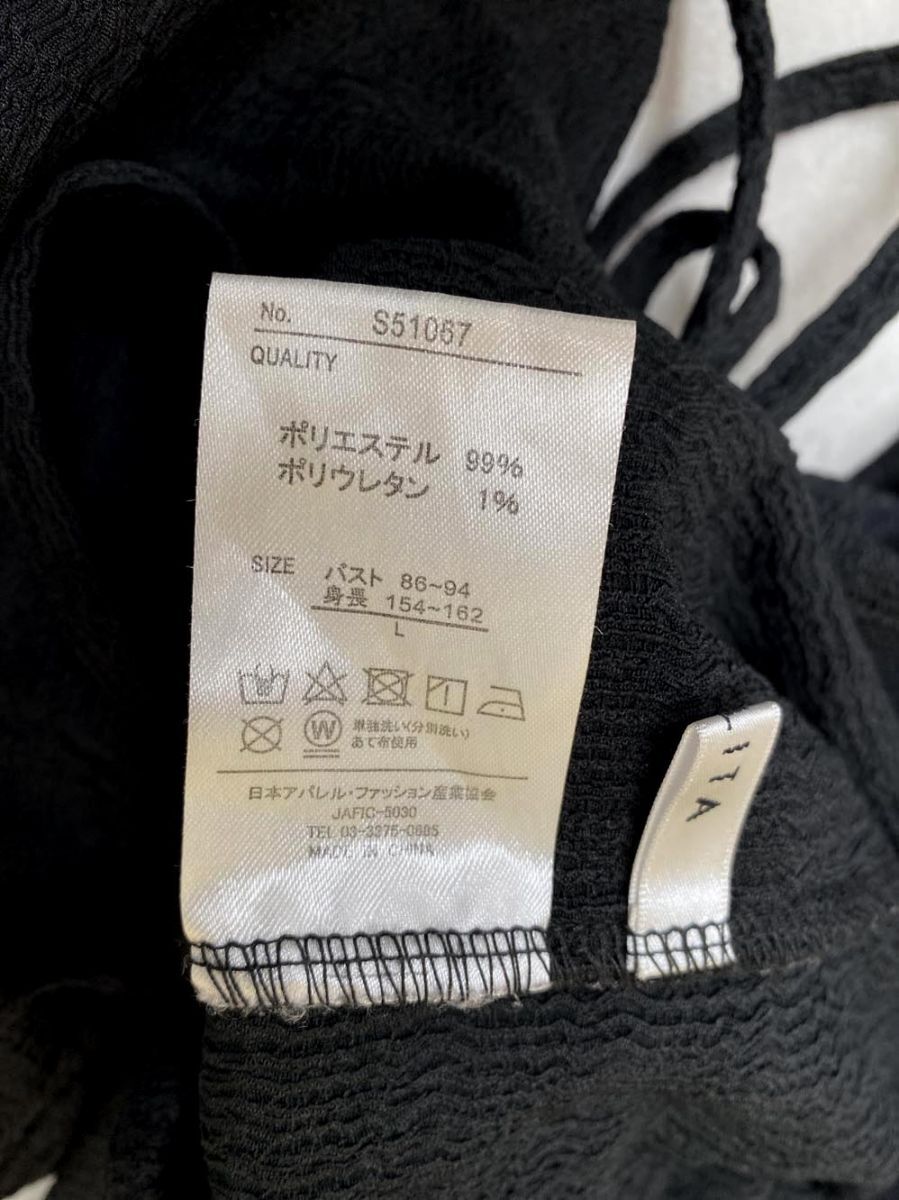 No. S51067
QUALITY
ポリエステル 99%
ポリウレタン 1%
SIZE バスト 86~94
身長 154~162
L
W 単独洗い(分別洗い)
あて布使用
日本アパレル・ファッション産業協会
JAFIC-5030
TEL 03-3275-0685
MADE IN CHINA
ITA